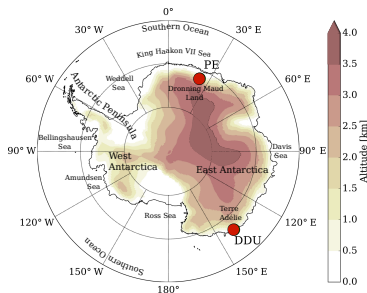 0°
30° W
30° E
Southern Ocean
King Haakon VII Sea
PE
60° W
60° E
Weddell
Sea
Dronning Maud
Land
Antarctic Peninsula
Bellingshausen
Sea
90° W
90° E
Davis
Sea
West
Antarctica
East Antarctica
Amundsen
Sea
Ross Sea
Terre
Adélie
120° W
120° E
DDU
Southern Ocean
150° W
150° E
180°
4.0
3.5
3.0
2.5
2.0
1.5
1.0
0.5
0.0
Altitude (km)